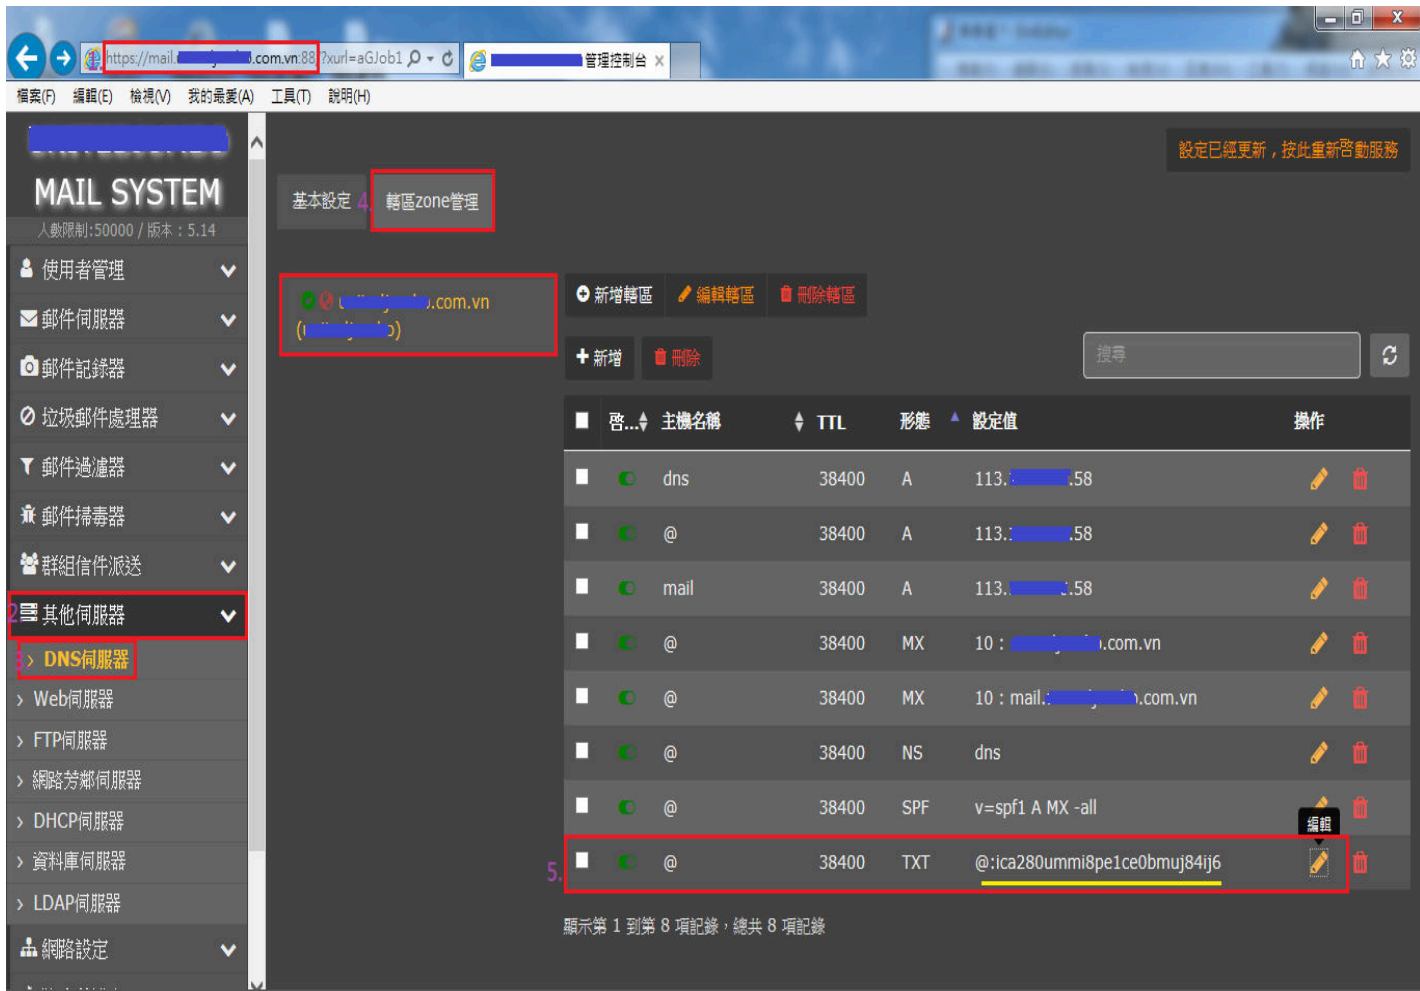 https://mail.
.com.vn:88
?xurl=aGJob1
管理控制台
檔案(F) 編輯(E) 檢視(V) 我的最愛(A) 工具(T) 說明(H)
設定已經更新，按此重新啓動服務
MAIL SYSTEM
人數限制:50000 / 版本：5.14
使用者管理
郵件伺服器
郵件記錄器
垃圾郵件處理器
郵件過濾器
郵件掃毒器
群組信件派送
2 其他伺服器
3 > DNS伺服器
> Web伺服器
> FTP伺服器
> 網路芳鄰伺服器
> DHCP伺服器
> 資料庫伺服器
> LDAP伺服器
網路設定
基本設定 4. 轄區zone管理
.com.vn
新增轄區 編輯轄區 刪除轄區
新增 刪除 搜尋
啓... 主機名稱 TTL 形態 設定值 操作
dns 38400 A 113. .58
@ 38400 A 113. .58
mail 38400 A 113. .58
@ 38400 MX 10 : .com.vn
@ 38400 MX 10 : mail. .com.vn
@ 38400 NS dns
@ 38400 SPF v=spf1 A MX -all
編輯
5. @ 38400 TXT @:ica280ummi8pe1ce0bmuj84ij6
顯示第 1 到第 8 項記錄，總共 8 項記錄